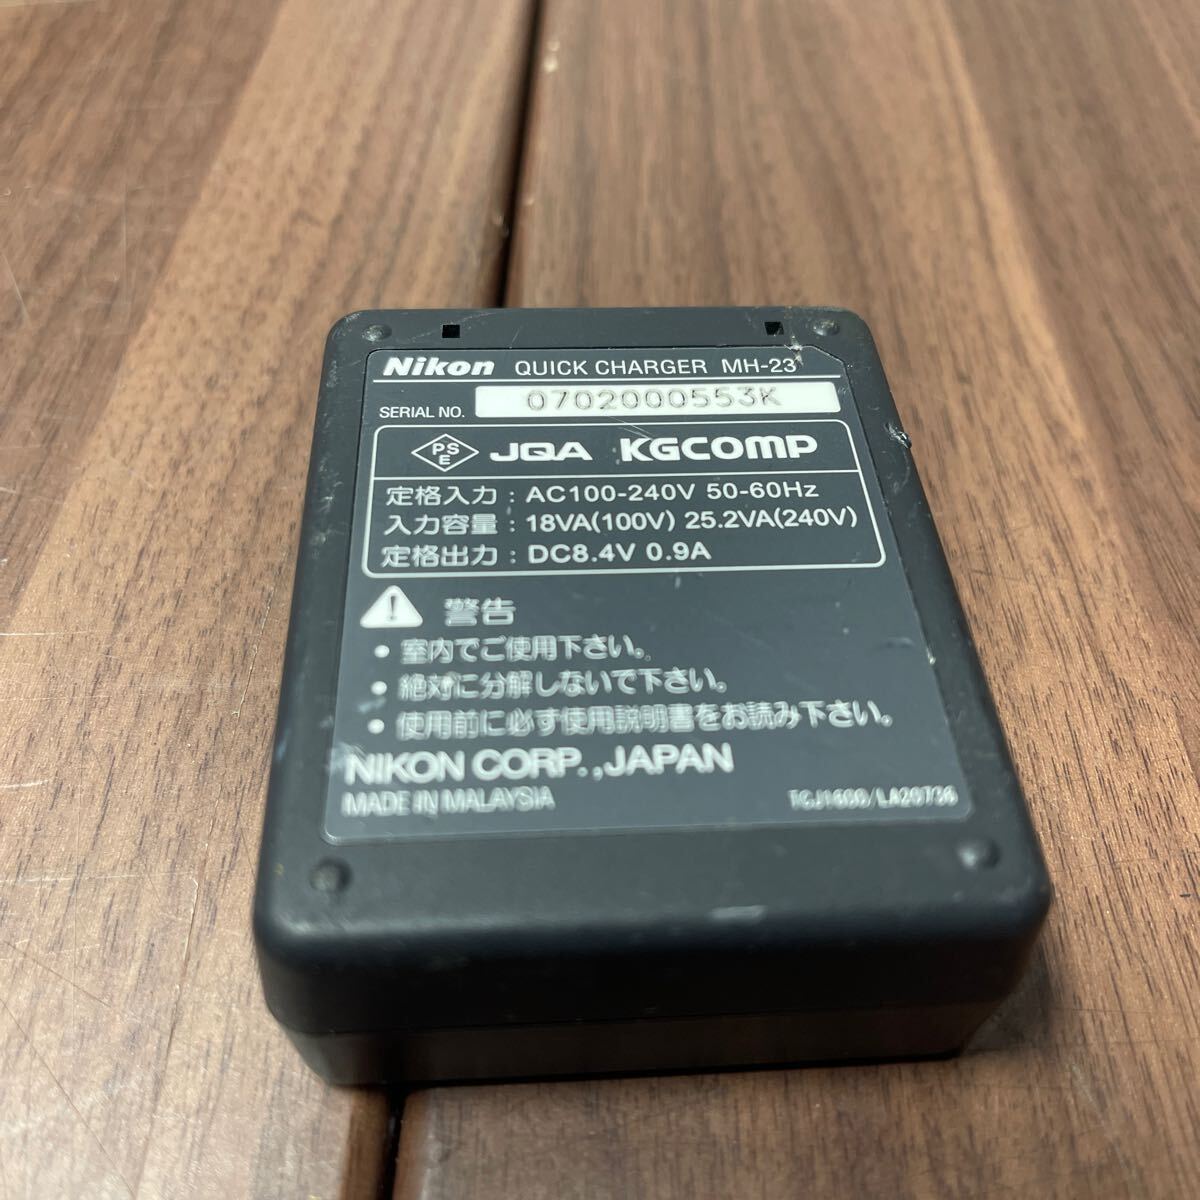 Nikon QUICK CHARGER MH-23
SERIAL NO. 0702000553K
PSE JQA KGCOMP
定格入力 : AC100-240V 50-60Hz
入力容量 : 18VA(100V) 25.2VA(240V)
定格出力 : DC8.4V 0.9A
警告
• 室内でご使用下さい。
• 絶対に分解しないで下さい。
• 使用前に必ず使用説明書をお読み下さい。
NIKON CORP.,JAPAN
MADE IN MALAYSIA